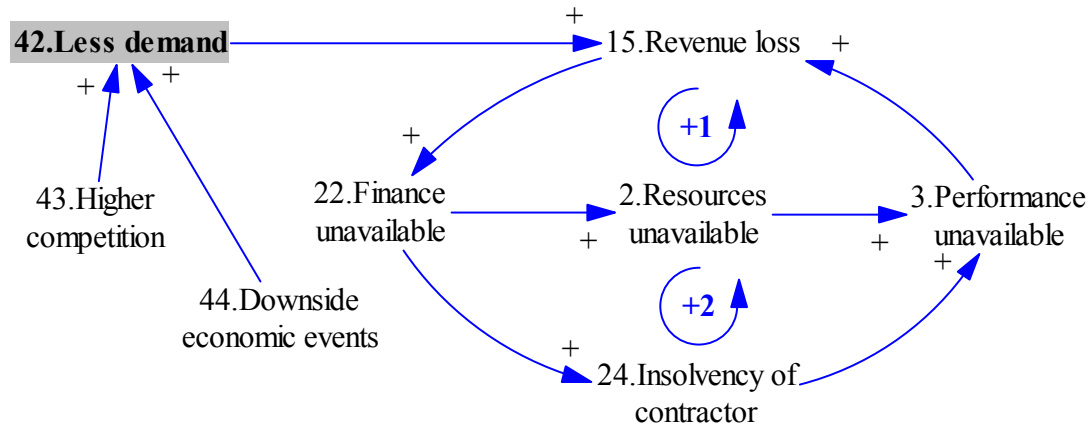 42.Less demand
+
15.Revenue loss
+
+
+
+1
+
43.Higher
competition
22.Finance
unavailable
+
2.Resources
unavailable
+
3.Performance
unavailable
+
44.Downside
economic events
+2
+
24.Insolvency of
contractor